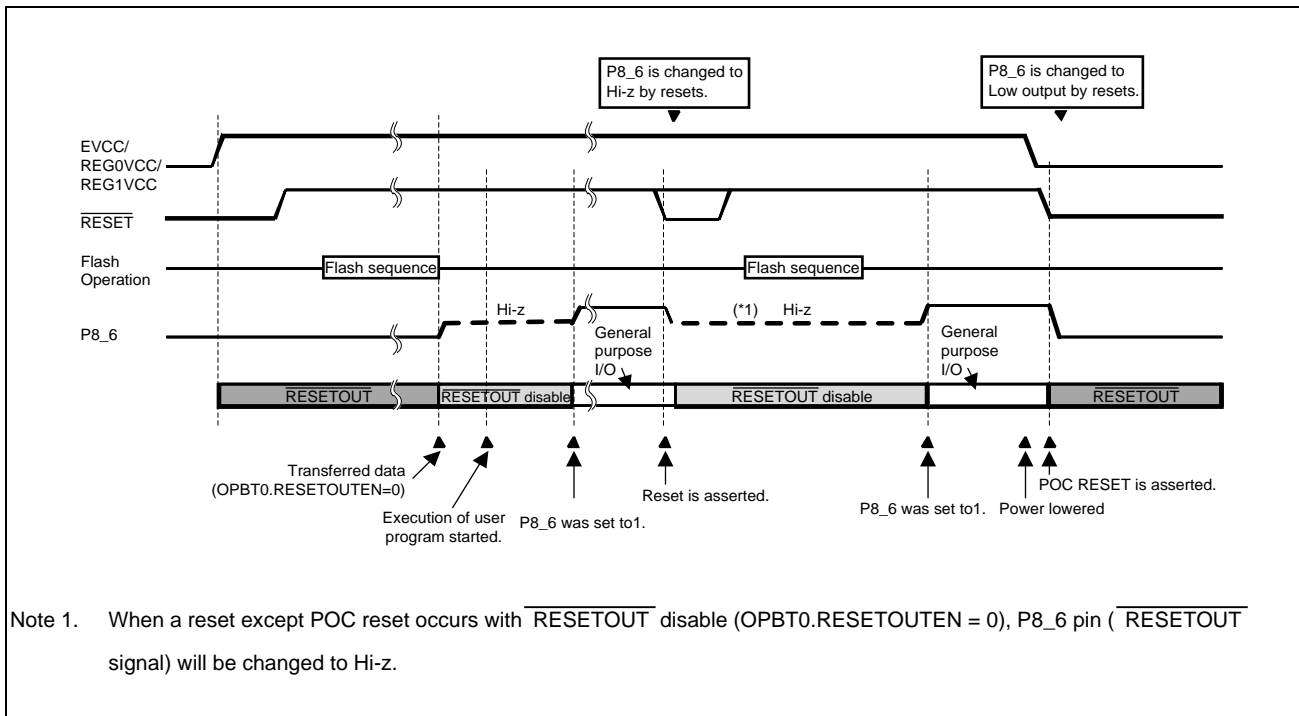 P8_6 is changed to
Hi-z by resets.
P8_6 is changed to
Low output by resets.
EVCC/
REG0VCC/
REG1VCC
RESET
Flash
Operation
Flash sequence
Flash sequence
P8_6
Hi-z
(*1) Hi-z
General
purpose
I/O
General
purpose
I/O
RESETOUT
RESETOUT disable
RESETOUT disable
RESETOUT
Transferred data
(OPBT0.RESETOUTEN=0)
Execution of user
program started.
P8_6 was set to1.
Reset is asserted.
P8_6 was set to1.
Power lowered
POC RESET is asserted.
Note 1. When a reset except POC reset occurs with RESETOUT disable (OPBT0.RESETOUTEN = 0), P8_6 pin ( RESETOUT
signal) will be changed to Hi-z.